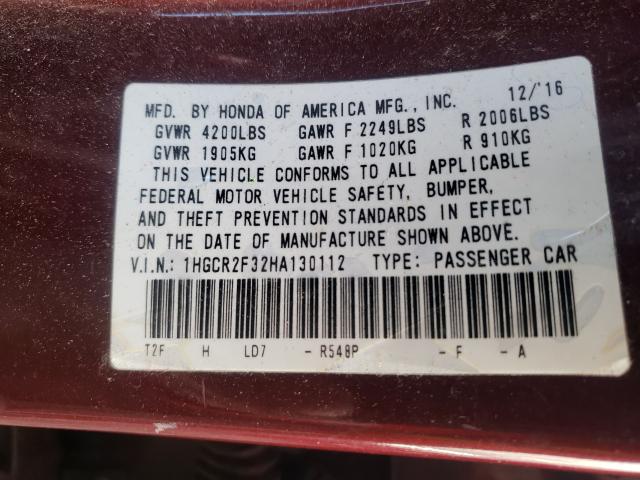 MFD. BY HONDA OF AMERICA MFG., INC. 12/'16
GVWR 4200LBS GAWR F 2249LBS R 2006LBS
GVWR 1905KG GAWR F 1020KG R 910KG
THIS VEHICLE CONFORMS TO ALL APPLICABLE
FEDERAL MOTOR VEHICLE SAFETY, BUMPER,
AND THEFT PREVENTION STANDARDS IN EFFECT
ON THE DATE OF MANUFACTURE SHOWN ABOVE.
V.I.N.: 1HGCR2F32HA130112 TYPE: PASSENGER CAR
T2F H LD7 - R548P - F - A